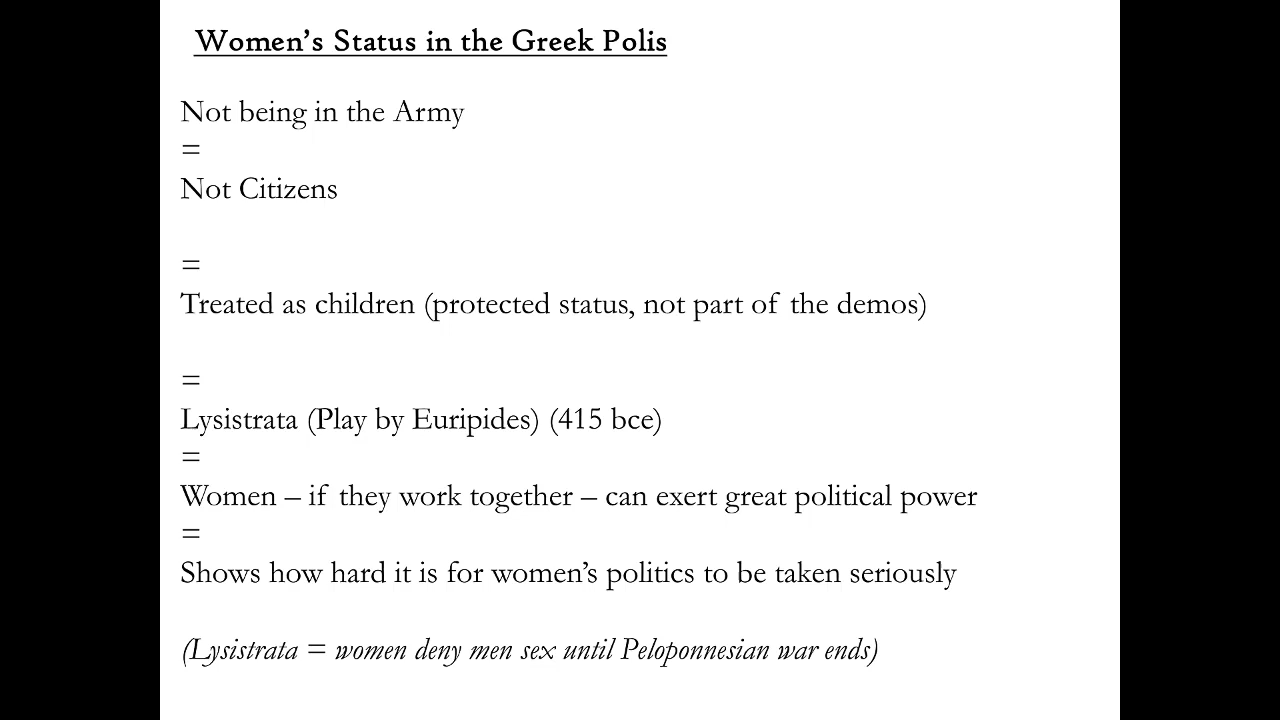 Women’s Status in the Greek Polis
Not being in the Army
=
Not Citizens
=
Treated as children (protected status, not part of the demos)
=
Lysistrata (Play by Euripides) (415 bce)
=
Women – if they work together – can exert great political power
=
Shows how hard it is for women’s politics to be taken seriously
(Lysistrata = women deny men sex until Peloponnesian war ends)